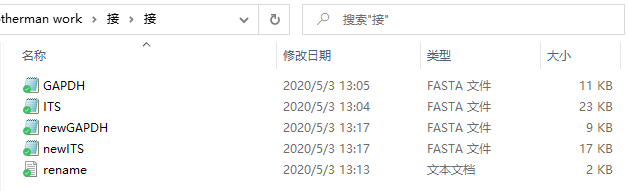 etherman work > 接 > 接 搜索"接"
名称 修改日期 类型 大小
GAPDH 2020/5/3 13:05 FASTA 文件 11 KB
ITS 2020/5/3 13:04 FASTA 文件 23 KB
newGAPDH 2020/5/3 13:17 FASTA 文件 9 KB
newITS 2020/5/3 13:17 FASTA 文件 17 KB
rename 2020/5/3 13:13 文本文档 2 KB